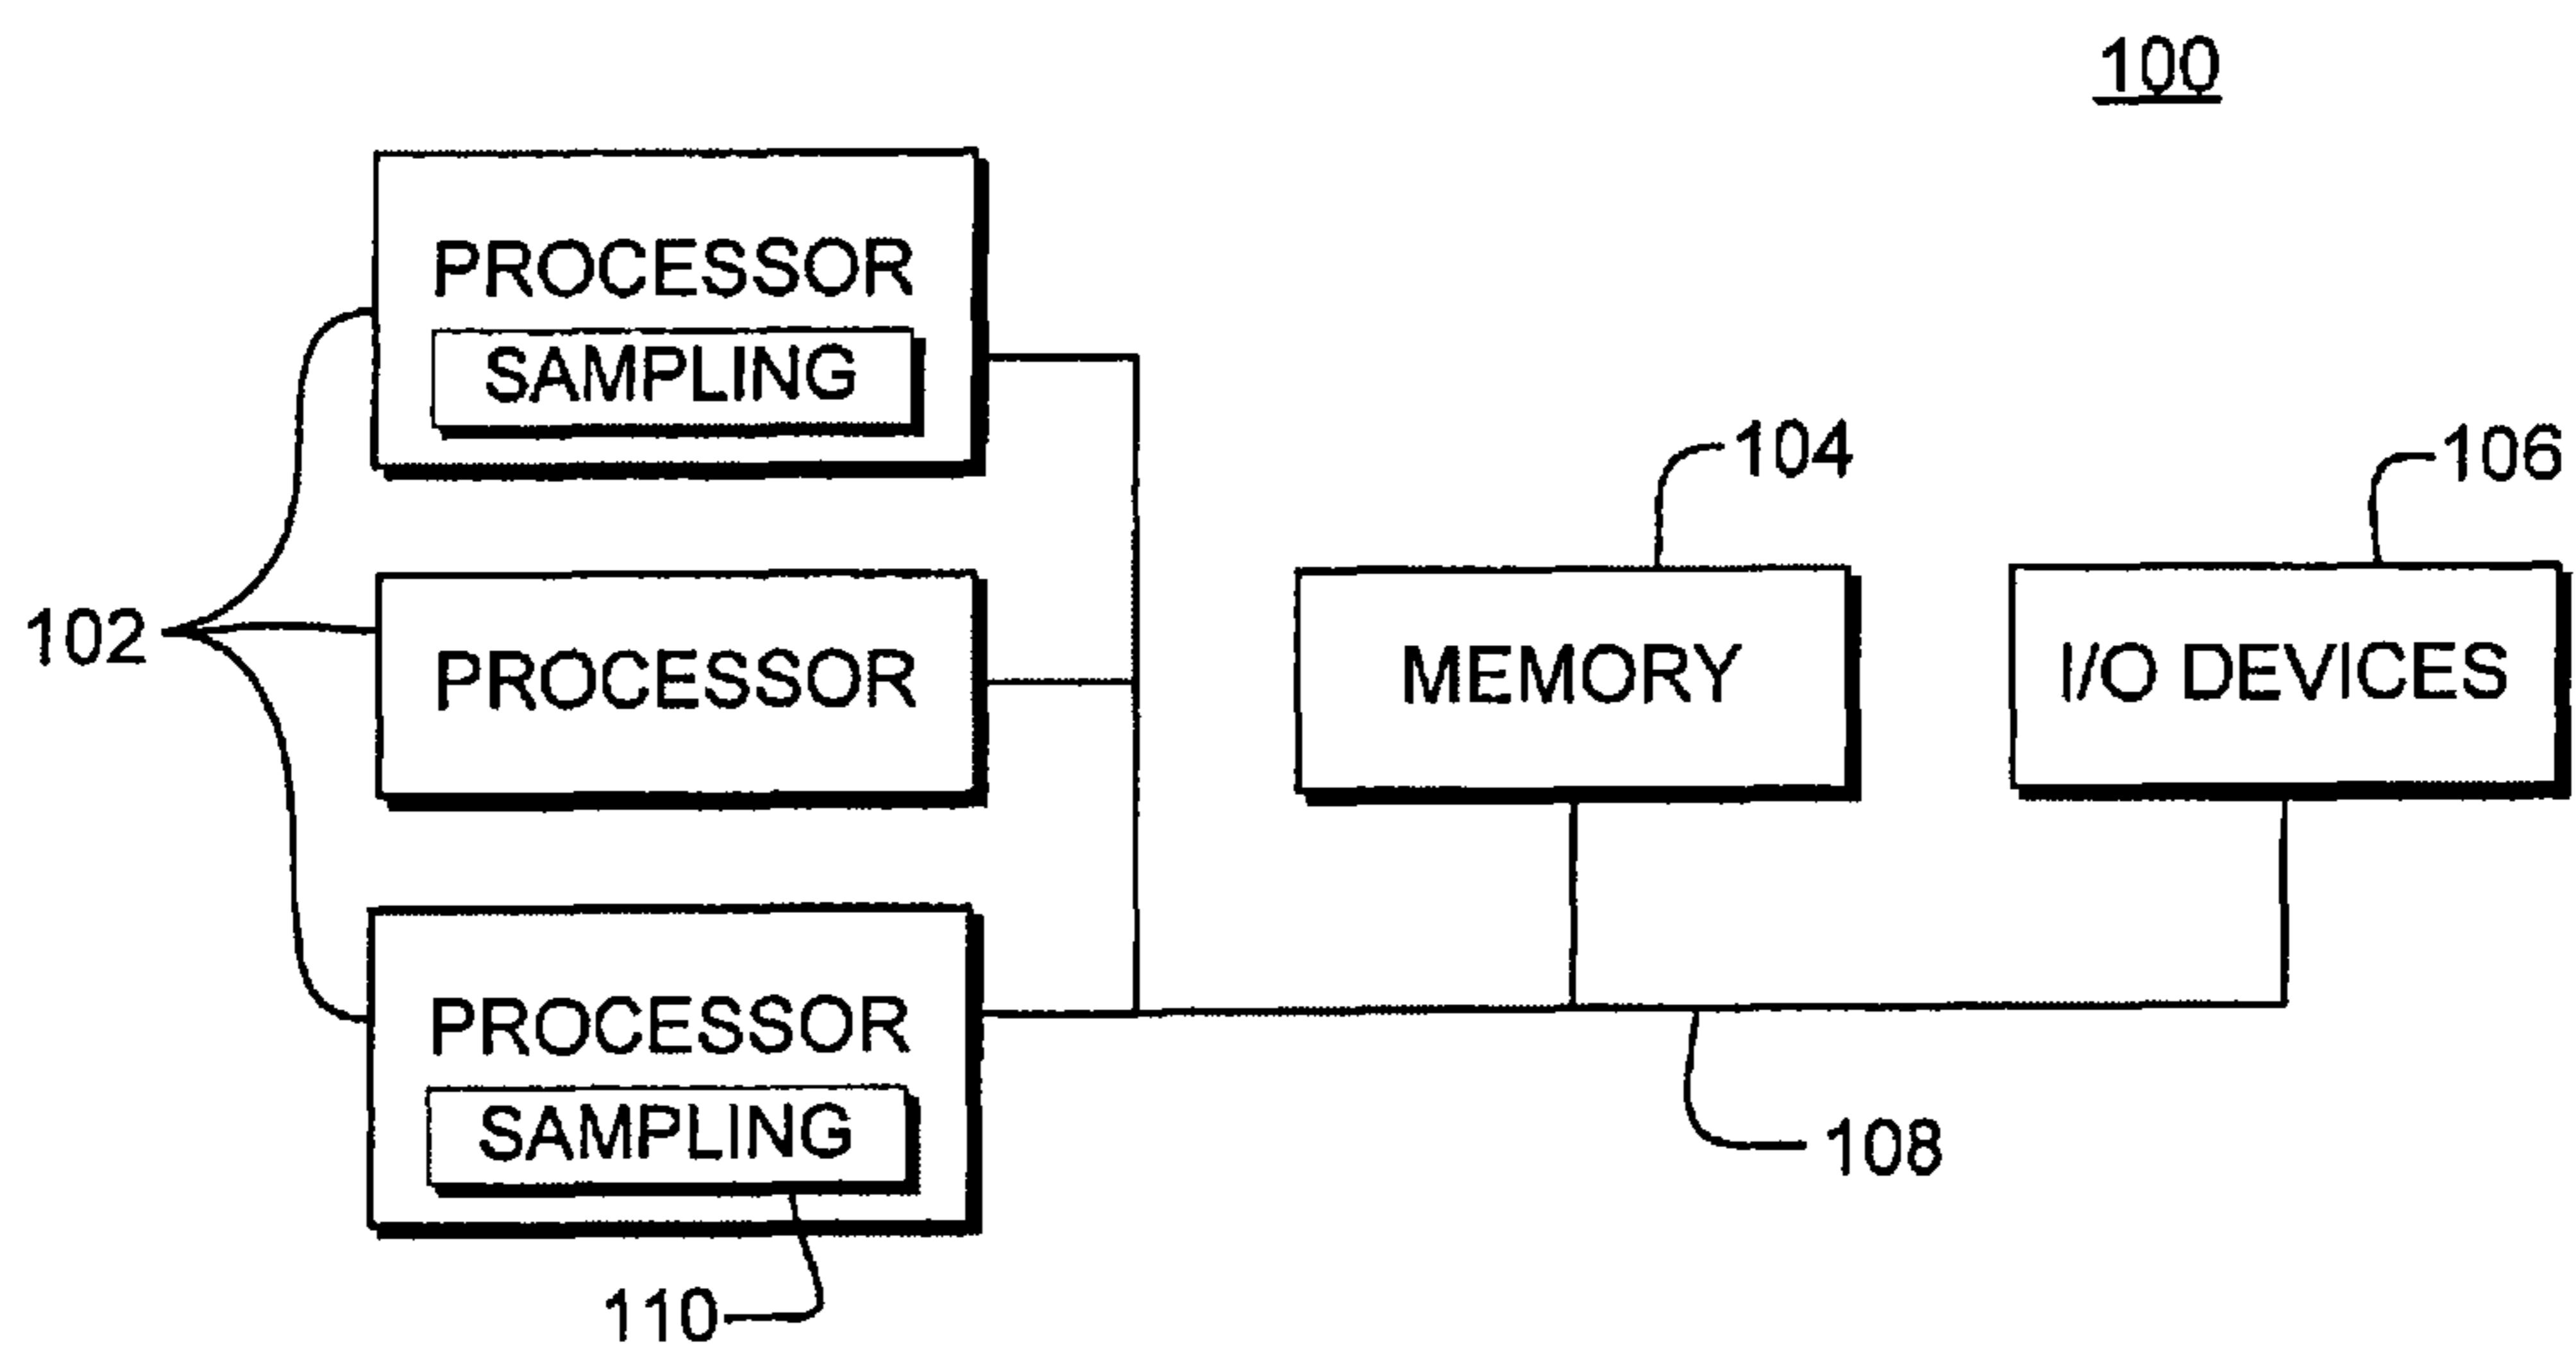 100
PROCESSOR
SAMPLING
104
106
102
PROCESSOR
MEMORY
I/O DEVICES
PROCESSOR
SAMPLING
108
110